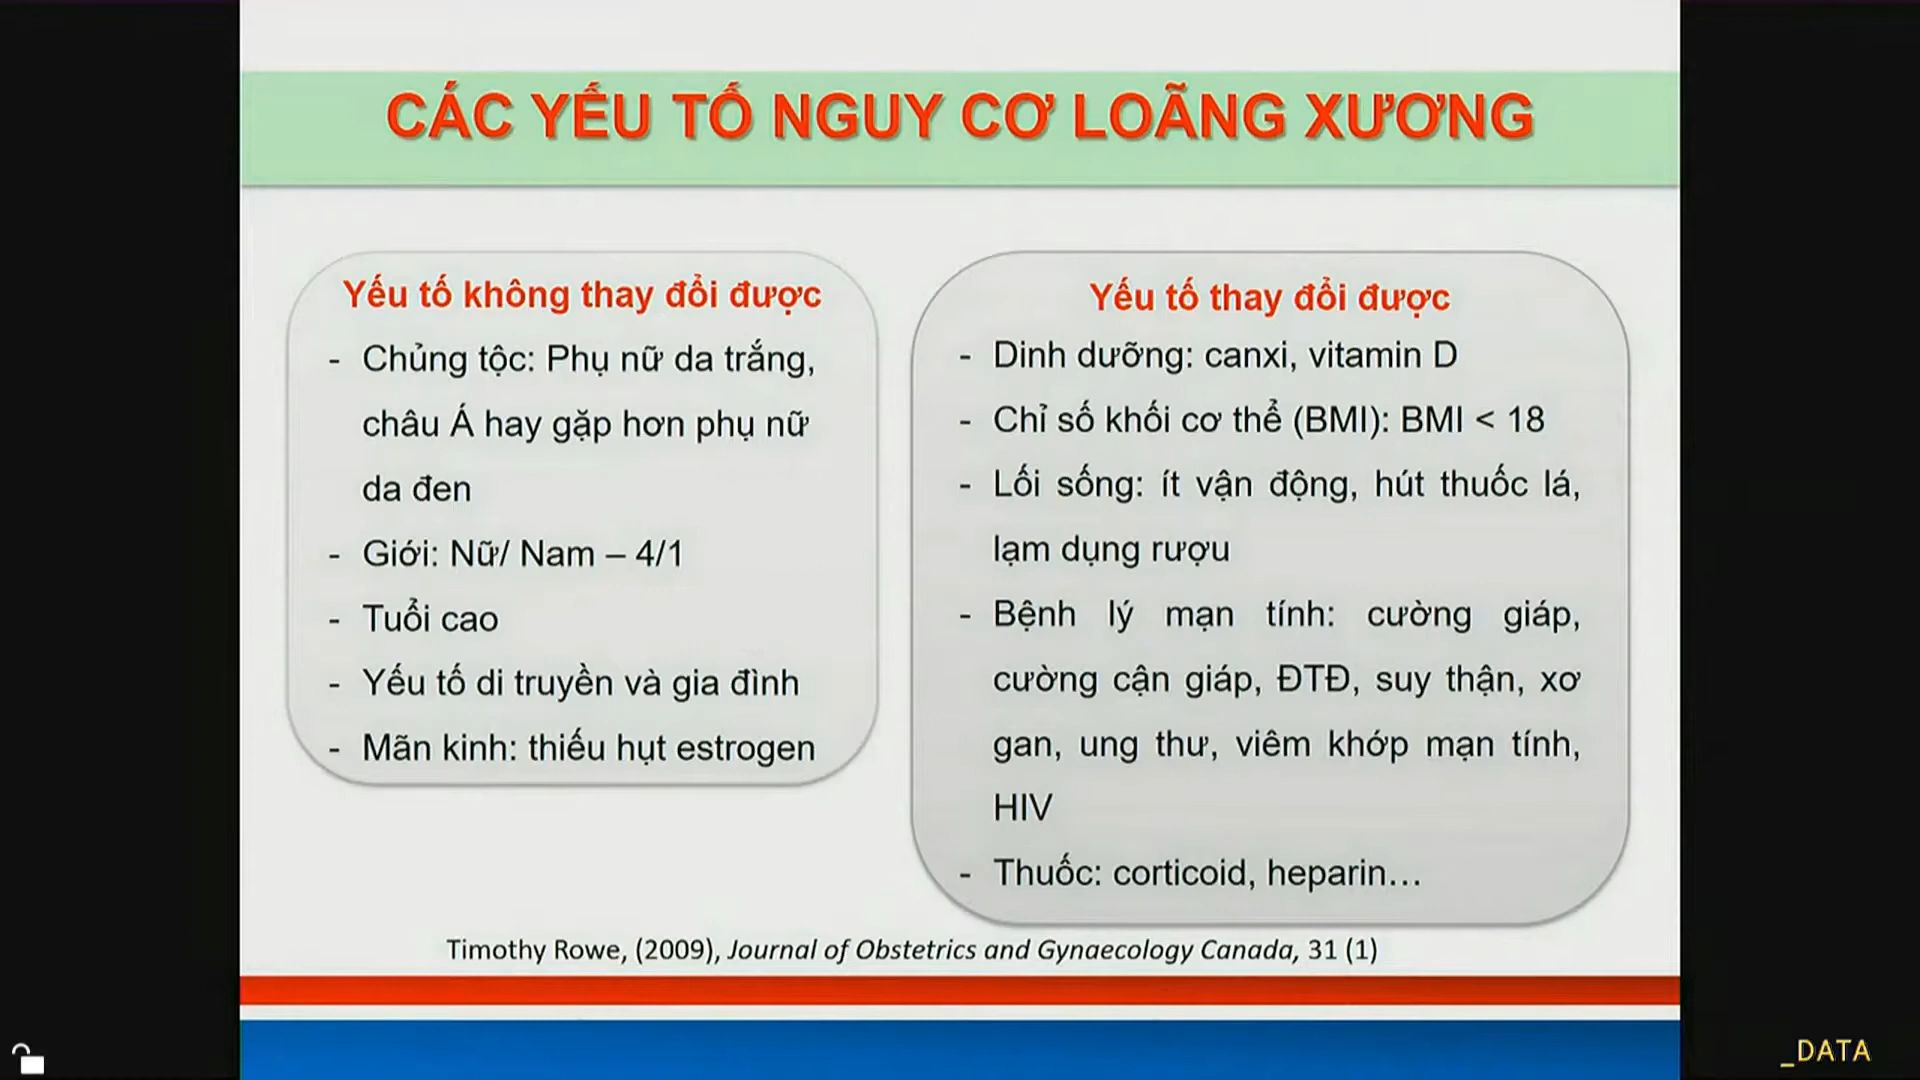 CÁC YẾU TỐ NGUY CƠ LOÃNG XƯƠNG
Yếu tố không thay đổi được
- Chủng tộc: Phụ nữ da trắng,
châu Á hay gặp hơn phụ nữ
da đen
- Giới: Nữ/ Nam – 4/1
- Tuổi cao
- Yếu tố di truyền và gia đình
- Mãn kinh: thiếu hụt estrogen
Yếu tố thay đổi được
- Dinh dưỡng: canxi, vitamin D
- Chỉ số khối cơ thể (BMI): BMI < 18
- Lối sống: ít vận động, hút thuốc lá,
lạm dụng rượu
- Bệnh lý mạn tính: cường giáp,
cường cận giáp, ĐTĐ, suy thận, xơ
gan, ung thư, viêm khớp mạn tính,
HIV
- Thuốc: corticoid, heparin…
Timothy Rowe, (2009), Journal of Obstetrics and Gynaecology Canada, 31 (1)
_DATA